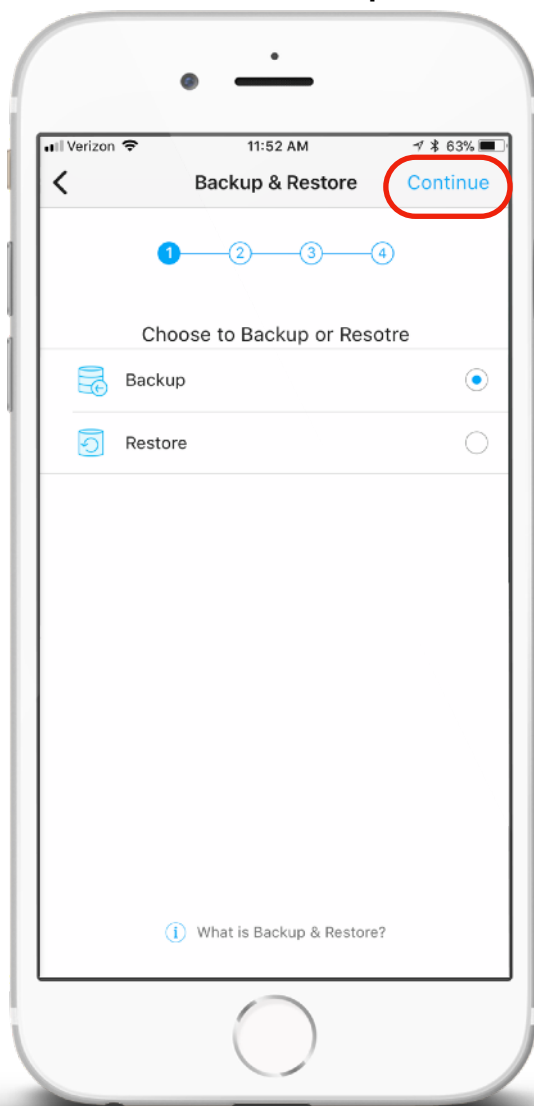 Verizon 11:52 AM 63%
Backup & Restore Continue
1 2 3 4
Choose to Backup or Resotre
Backup
Restore
i What is Backup & Restore?